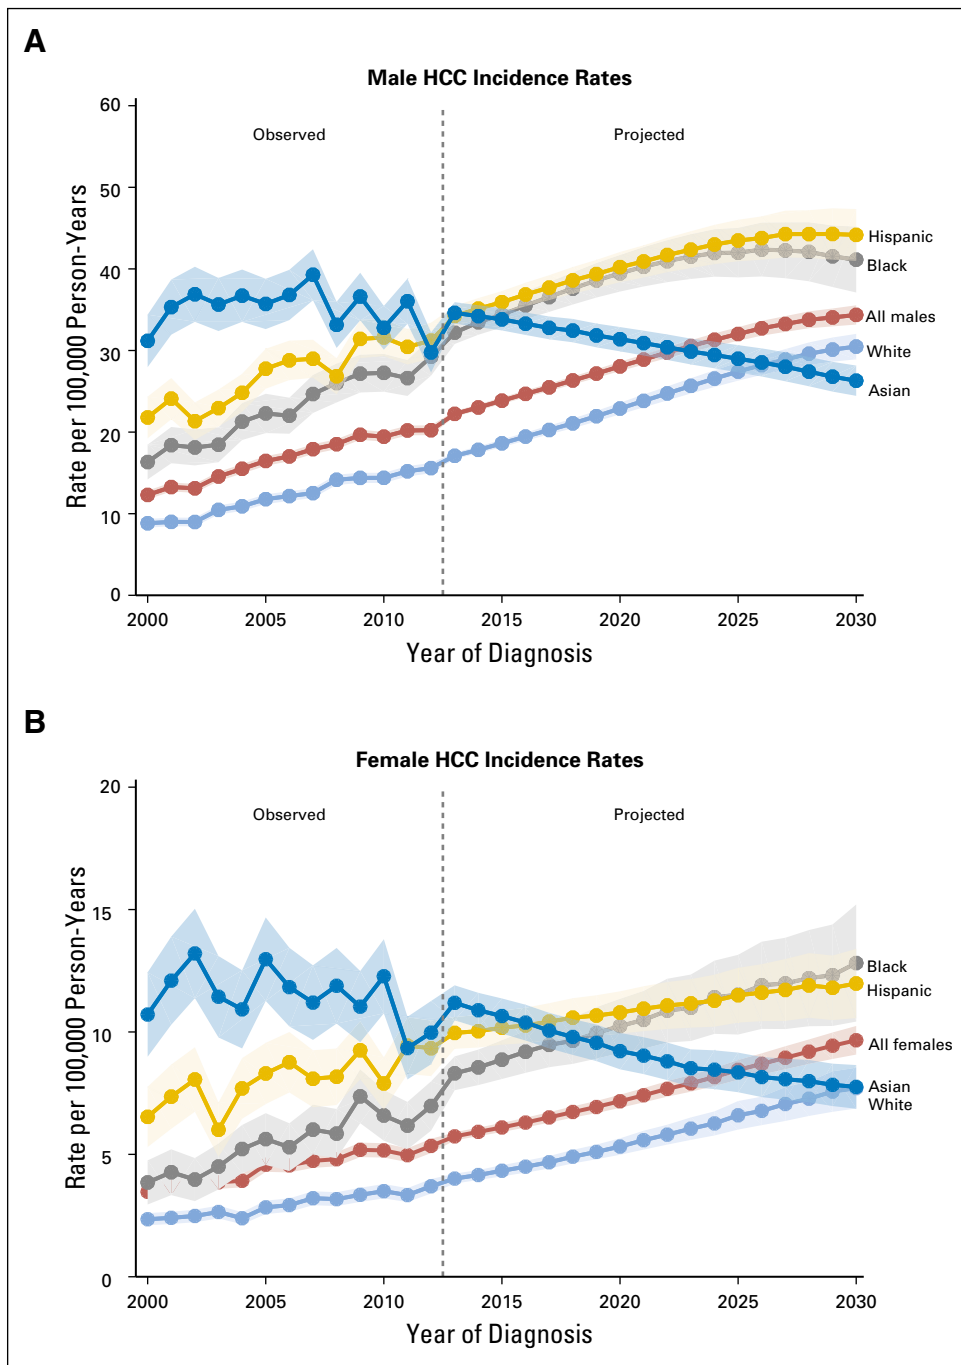 A
Male HCC Incidence Rates
60
50
40
30
20
10
0
Rate per 100,000 Person-Years
Observed
Projected
Hispanic
Black
All males
White
Asian
2000 2005 2010 2015 2020 2025 2030
Year of Diagnosis
B
Female HCC Incidence Rates
20
15
10
5
0
Rate per 100,000 Person-Years
Observed
Projected
Black
Hispanic
All females
Asian
White
2000 2005 2010 2015 2020 2025 2030
Year of Diagnosis